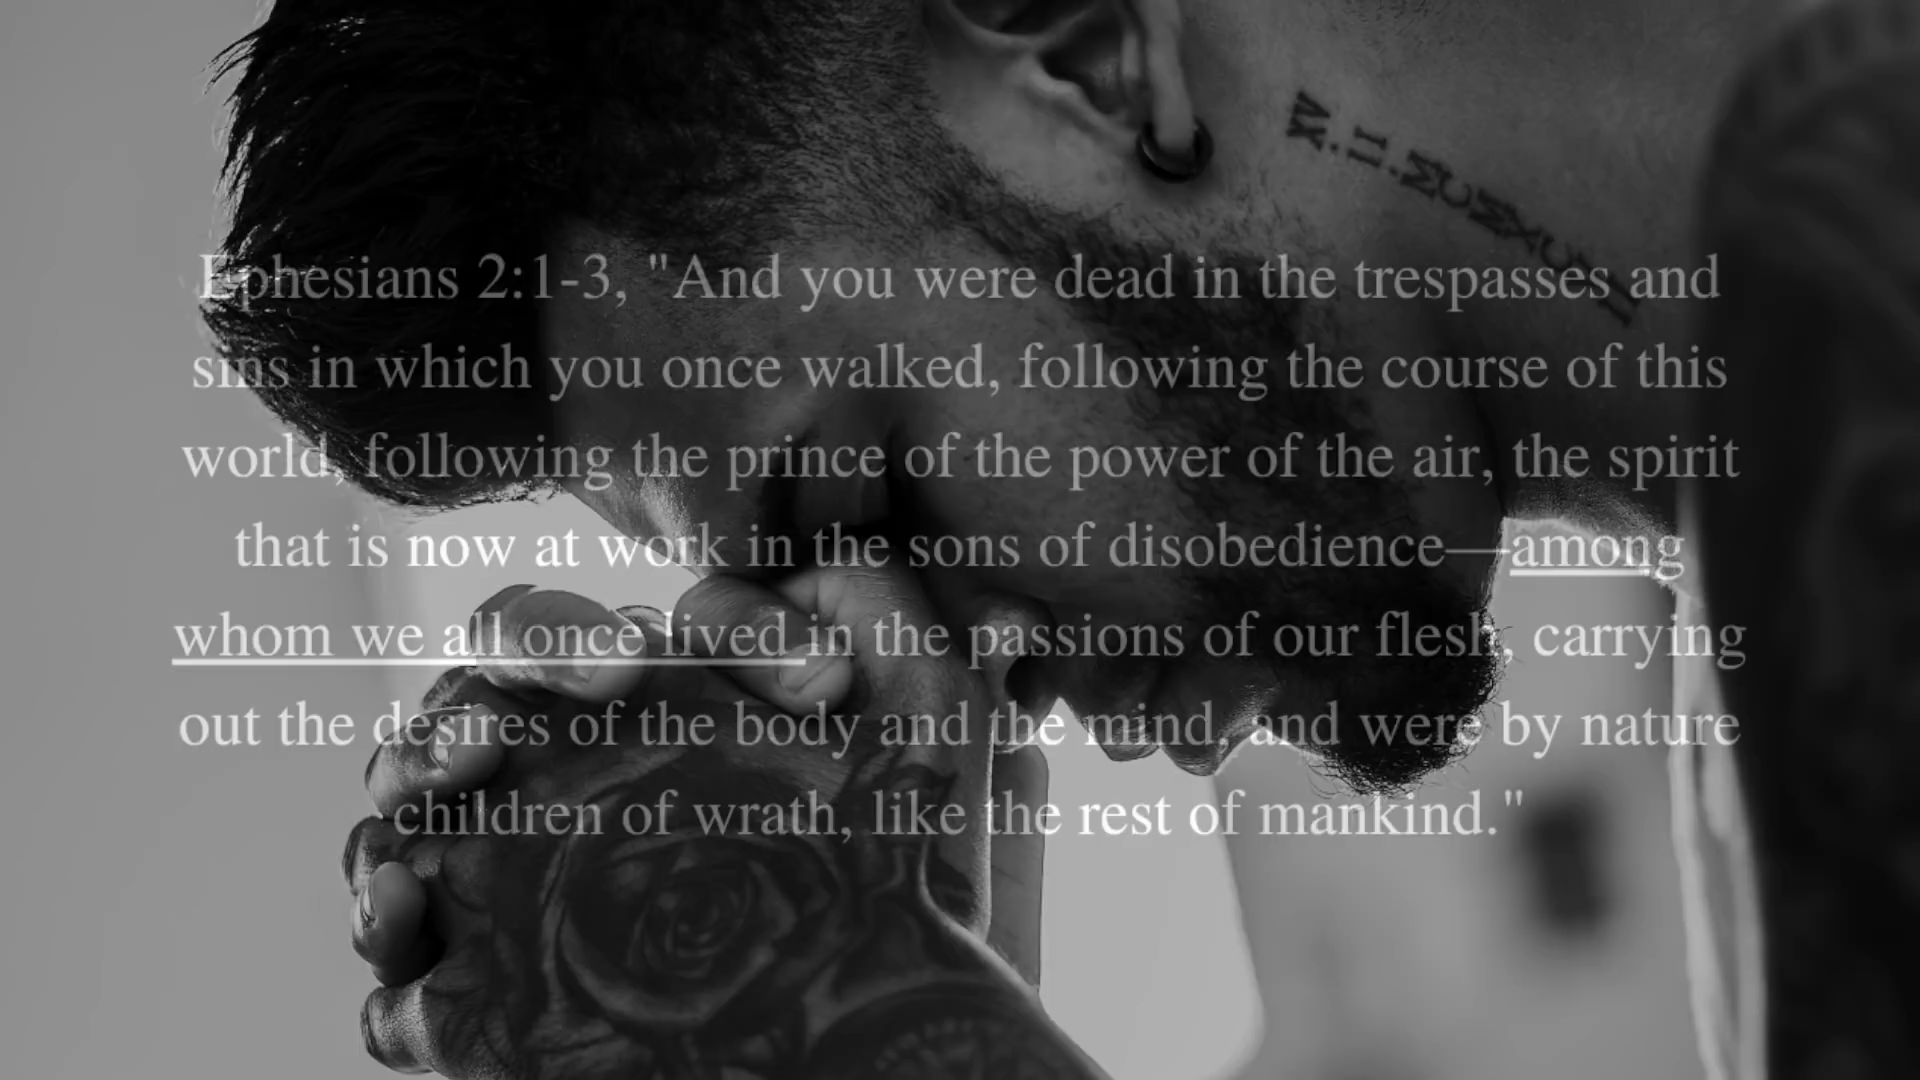 XV.II.MCMXCVII
Ephesians 2:1-3, "And you were dead in the trespasses and
sins in which you once walked, following the course of this
world, following the prince of the power of the air, the spirit
that is now at work in the sons of disobedience—among
whom we all once lived in the passions of our flesh, carrying
out the desires of the body and the mind, and were by nature
children of wrath, like the rest of mankind."